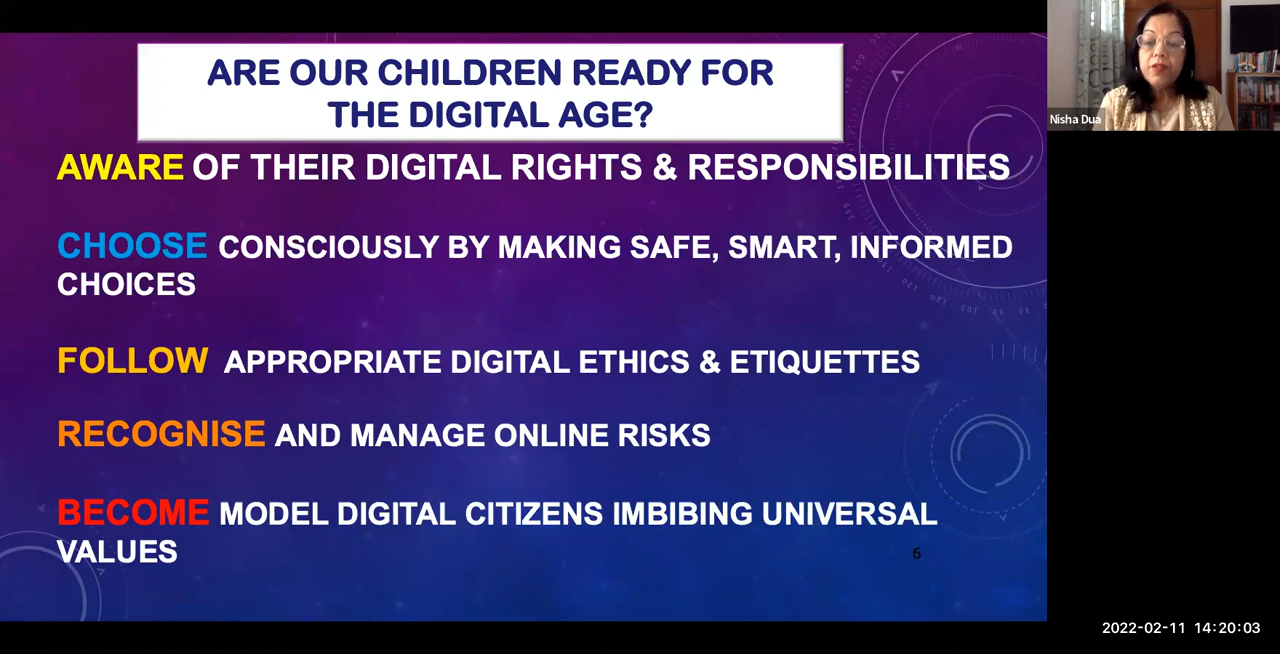 ARE OUR CHILDREN READY FOR
THE DIGITAL AGE?
AWARE OF THEIR DIGITAL RIGHTS & RESPONSIBILITIES
CHOOSE CONSCIOUSLY BY MAKING SAFE, SMART, INFORMED
CHOICES
FOLLOW APPROPRIATE DIGITAL ETHICS & ETIQUETTES
RECOGNISE AND MANAGE ONLINE RISKS
BECOME MODEL DIGITAL CITIZENS IMBIBING UNIVERSAL
VALUES
6
Nisha Dua
2022-02-11 14:20:03